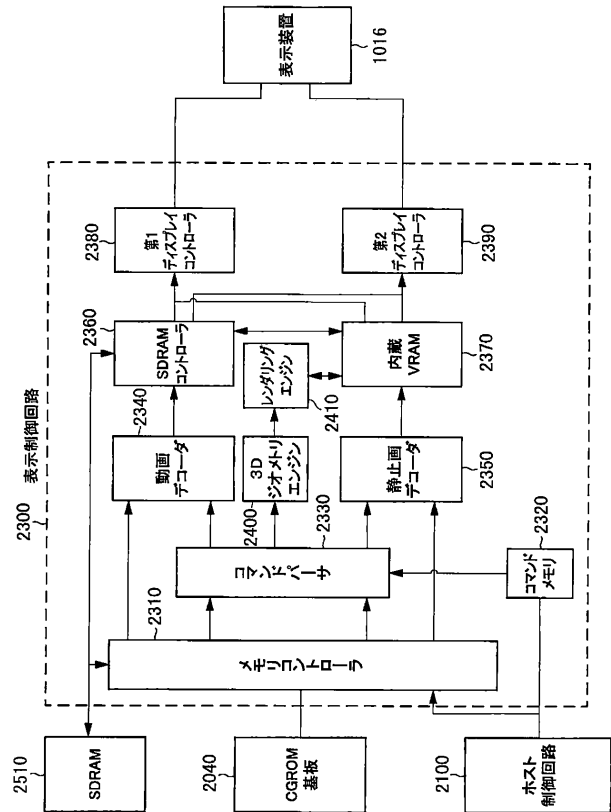 表示制御回路
2300
2510
SDRAM
2040
CGROM
基板
2100
ホスト
制御回路
2310
メモリコントローラ
2320
コマンド
メモリ
2330
コマンドパーサ
2340
動画
デコーダ
2400
3D
ジオメトリ
エンジン
2350
静止画
デコーダ
2360
SDRAM
コントローラ
レンダリング
エンジン
2410
内蔵
VRAM
2370
2380
第1
ディスプレイ
コントローラ
第2
ディスプレイ
コントローラ
2390
表示装置
1016